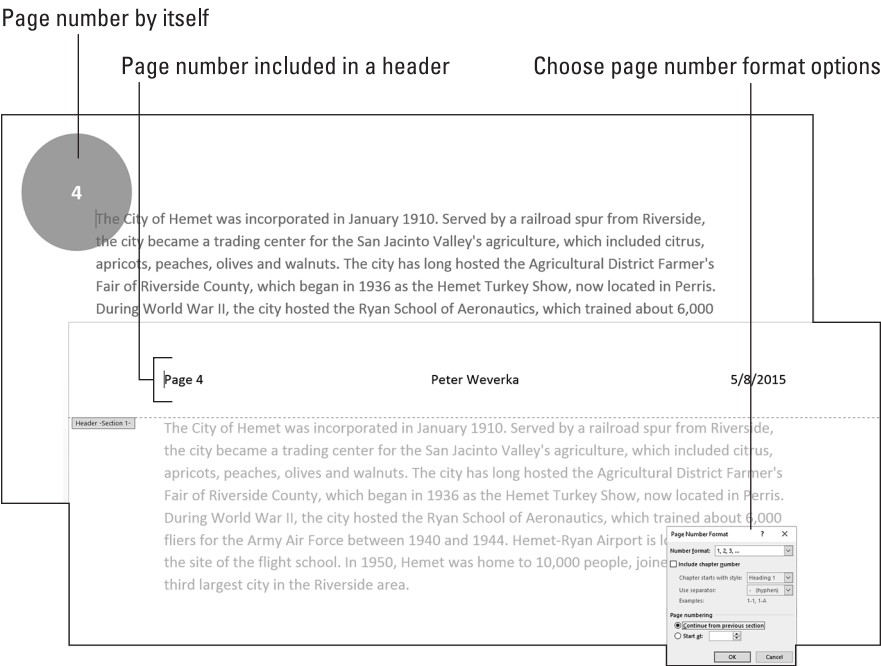 Page number by itself
Page number included in a header
Choose page number format options
4
The City of Hemet was incorporated in January 1910. Served by a railroad spur from Riverside,
the city became a trading center for the San Jacinto Valley's agriculture, which included citrus,
apricots, peaches, olives and walnuts. The city has long hosted the Agricultural District Farmer's
Fair of Riverside County, which began in 1936 as the Hemet Turkey Show, now located in Perris.
During World War II, the city hosted the Ryan School of Aeronautics, which trained about 6,000
Page 4 Peter Weverka 5/8/2015
Header -Section 1-
The City of Hemet was incorporated in January 1910. Served by a railroad spur from Riverside,
the city became a trading center for the San Jacinto Valley's agriculture, which included citrus,
apricots, peaches, olives and walnuts. The city has long hosted the Agricultural District Farmer's
Fair of Riverside County, which began in 1936 as the Hemet Turkey Show, now located in Perris.
During World War II, the city hosted the Ryan School of Aeronautics, which trained about 6,000
fliers for the Army Air Force between 1940 and 1944. Hemet-Ryan Airport is
the site of the flight school. In 1950, Hemet was home to 10,000 people, joine
third largest city in the Riverside area.
Page Number Format ? ×
Number format: 1, 2, 3, ...
Include chapter number
Chapter starts with style: Heading 1
Use separator: - (hyphen)
Examples: 1-1, 1-A
Page numbering
Continue from previous section
Start at:
OK Cancel